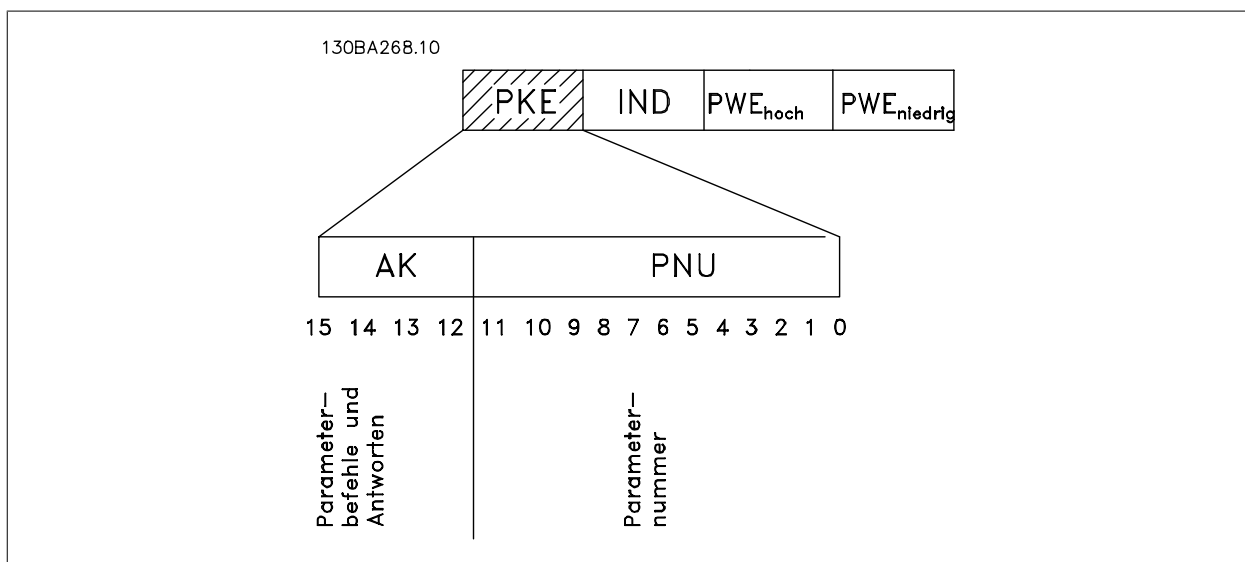 130BA268.10
PKE IND PWEhoch PWEniedrig
AK PNU
15 14 13 12 11 10 9 8 7 6 5 4 3 2 1 0
Parameter-
befehle und
Antworten
Parameter-
nummer